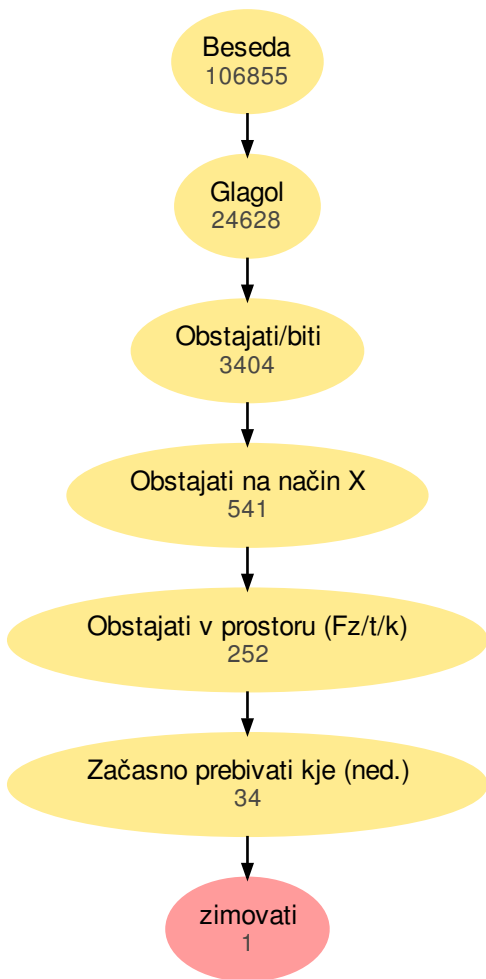 Beseda
106855
Glagol
24628
Obstajati/biti
3404
Obstajati na način X
541
Obstajati v prostoru (Fz/t/k)
252
Začasno prebivati kje (ned.)
34
zimovati
1